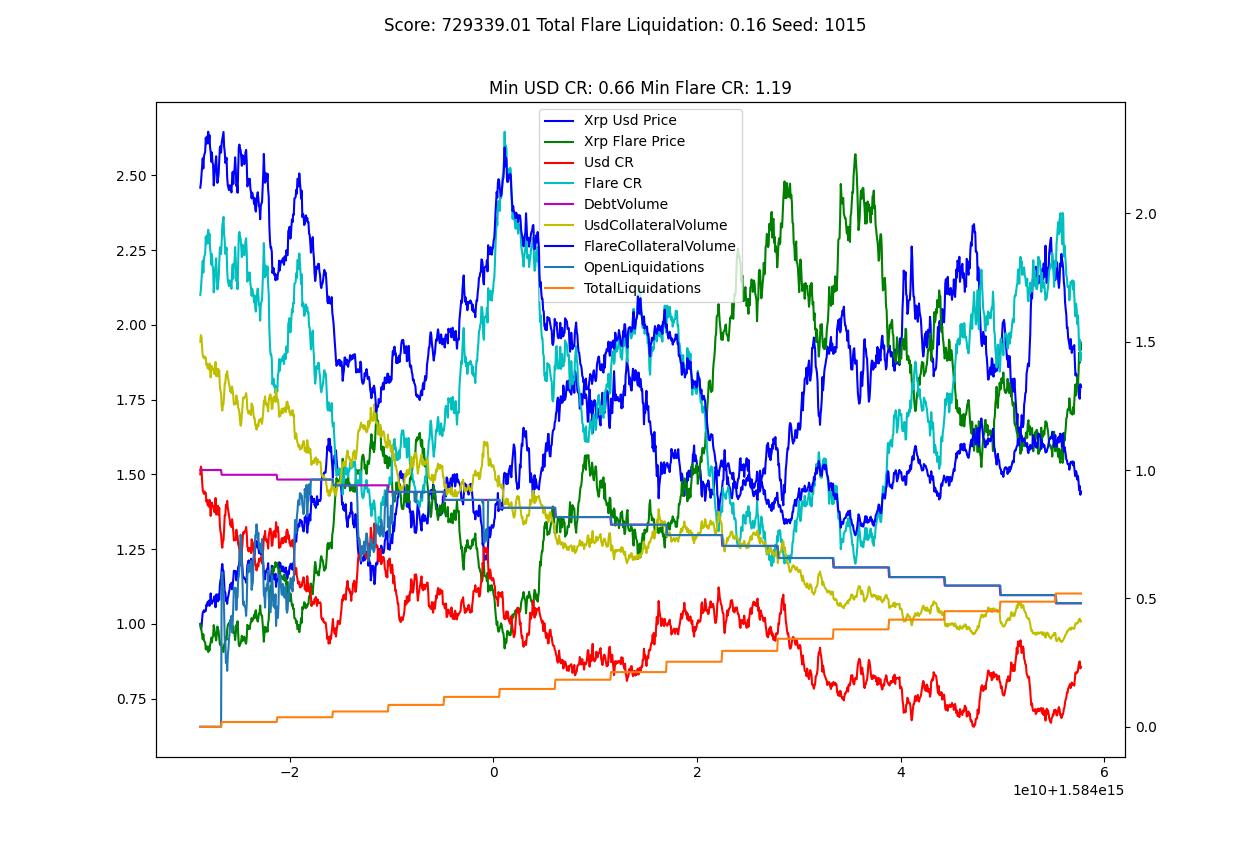 Score: 729339.01 Total Flare Liquidation: 0.16 Seed: 1015
Min USD CR: 0.66 Min Flare CR: 1.19
Xrp Usd Price
Xrp Flare Price
Usd CR
Flare CR
DebtVolume
UsdCollateralVolume
FlareCollateralVolume
OpenLiquidations
TotalLiquidations
2.50
2.25
2.00
1.75
1.50
1.25
1.00
0.75
2.0
1.5
1.0
0.5
0.0
−2 0 2 4 6
1e10+1.584e15